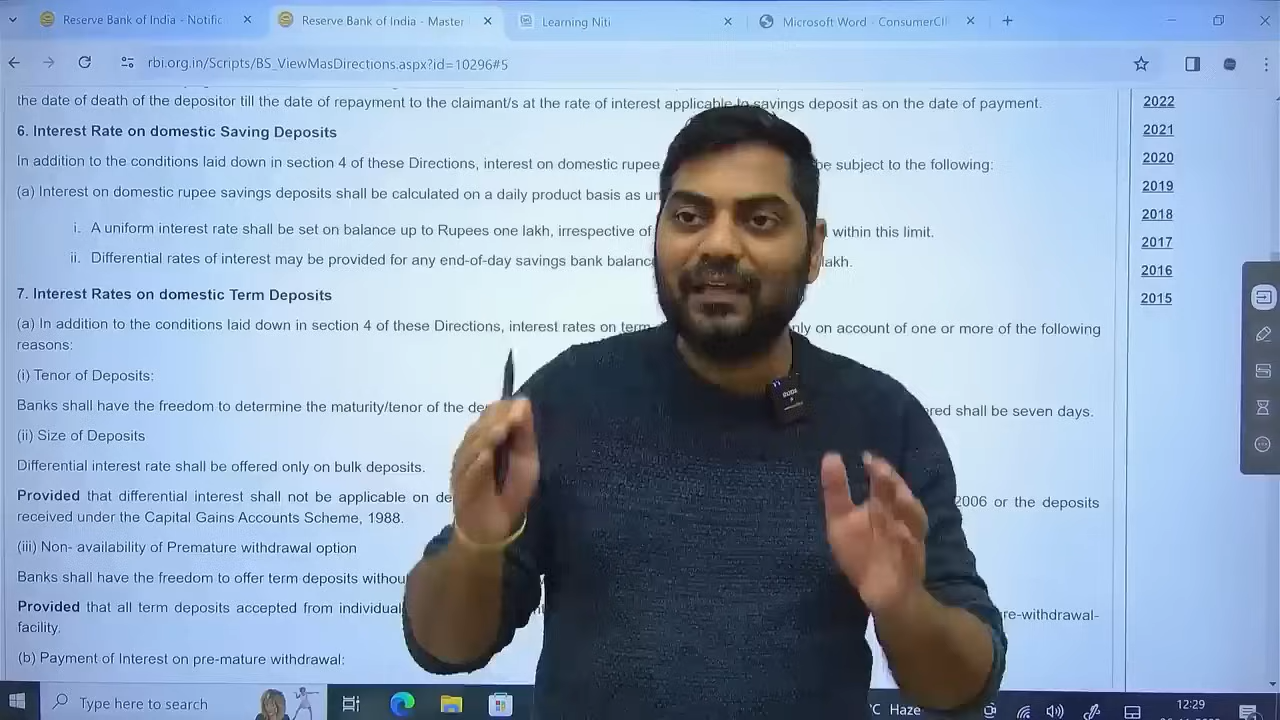 Reserve Bank of India - Notific
Reserve Bank of India - Master
Learning Niti
Microsoft Word - ConsumerCII
rbi.org.in/Scripts/BS_ViewMasDirections.aspx?id=10296#5
the date of death of the depositor till the date of repayment to the claimant/s at the rate of interest applicable to savings deposit as on the date of payment.
6. Interest Rate on domestic Saving Deposits
In addition to the conditions laid down in section 4 of these Directions, interest on domestic rupee be subject to the following:
(a) Interest on domestic rupee savings deposits shall be calculated on a daily product basis as
i. A uniform interest rate shall be set on balance up to Rupees one lakh, irrespective of within this limit.
ii. Differential rates of interest may be provided for any end-of-day savings bank lakh.
7. Interest Rates on domestic Term Deposits
(a) In addition to the conditions laid down in section 4 of these Directions, interest rates on term only on account of one or more of the following
reasons:
(i) Tenor of Deposits:
Banks shall have the freedom to determine the maturity/tenor of the shall be seven days.
(ii) Size of Deposits
Differential interest rate shall be offered only on bulk deposits.
Provided that differential interest shall not be applicable on 2006 or the deposits
received under the Capital Gains Accounts Scheme, 1988.
(iii) Non- availability of Premature withdrawal option
Banks shall have the freedom to offer term deposits
Provided that all term deposits accepted from re-withdrawal-
facility.
(b) Payment of Interest on pre-mature withdrawal:
2022
2021
2020
2019
2018
2017
2016
2015
Type here to search
°C Haze
12:29